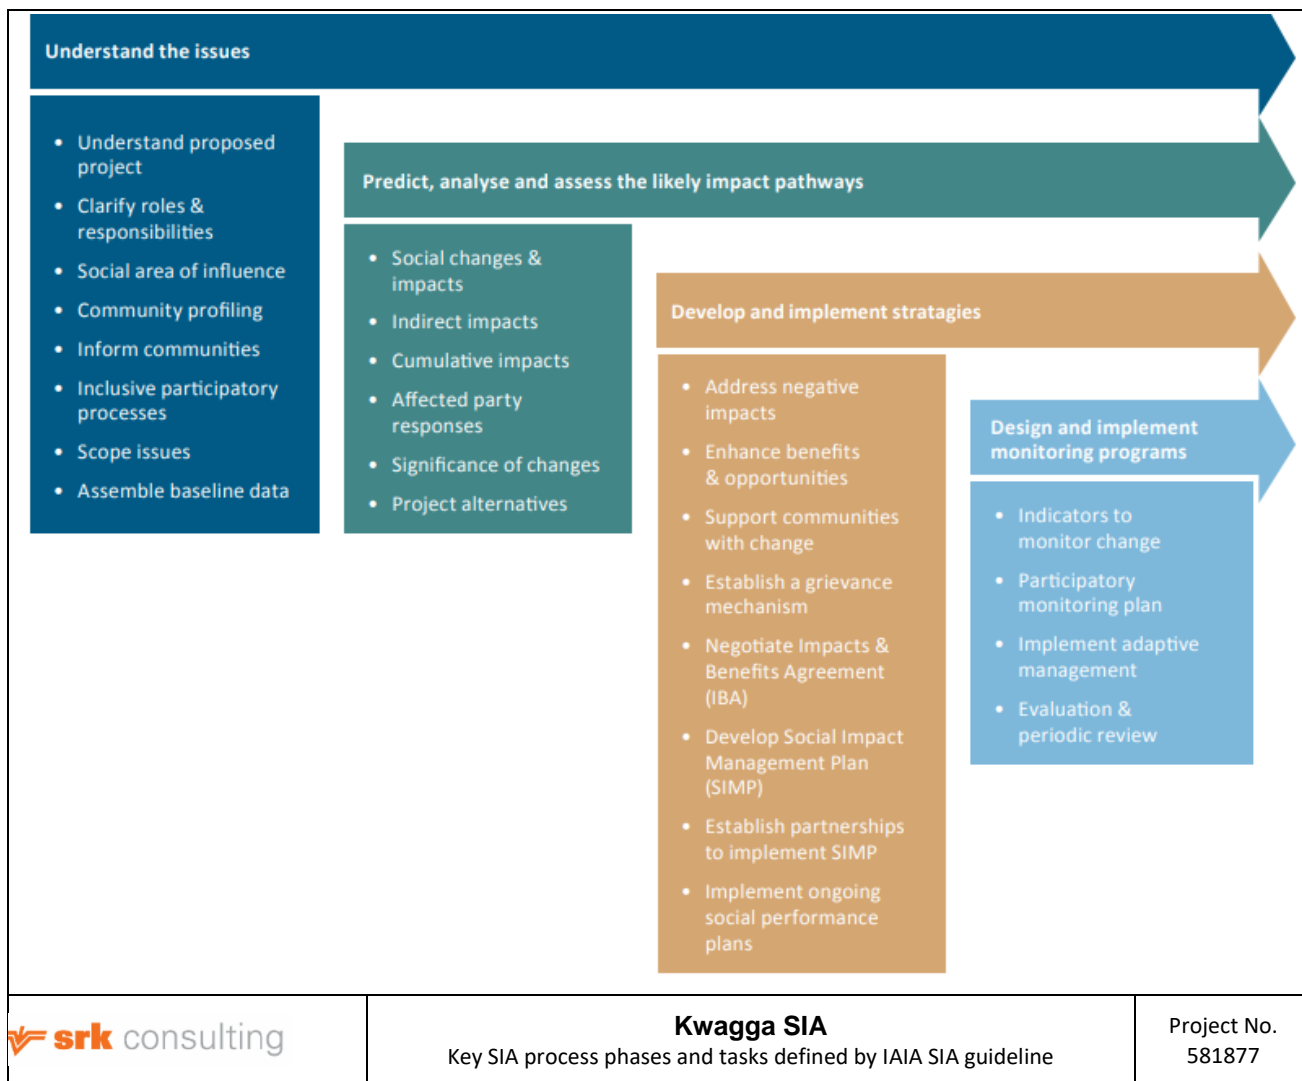 Understand the issues
• Understand proposed
project
• Clarify roles &
responsibilities
• Social area of influence
• Community profiling
• Inform communities
• Inclusive participatory
processes
• Scope issues
• Assemble baseline data
Predict, analyse and assess the likely impact pathways
• Social changes &
impacts
• Indirect impacts
• Cumulative impacts
• Affected party
responses
• Significance of changes
• Project alternatives
Develop and implement stratagies
• Address negative
impacts
• Enhance benefits
& opportunities
• Support communities
with change
• Establish a grievance
mechanism
• Negotiate Impacts &
Benefits Agreement
(IBA)
• Develop Social Impact
Management Plan
(SIMP)
• Establish partnerships
to implement SIMP
• Implement ongoing
social performance
plans
Design and implement
monitoring programs
• Indicators to
monitor change
• Participatory
monitoring plan
• Implement adaptive
management
• Evaluation &
periodic review
srk consulting
Kwagga SIA
Key SIA process phases and tasks defined by IAIA SIA guideline
Project No.
581877